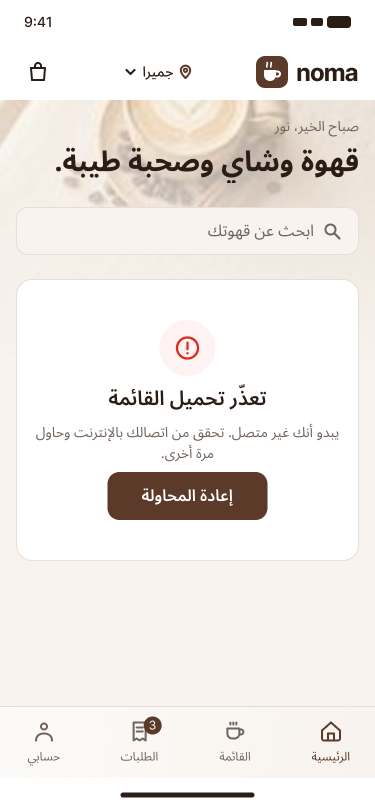 9:41
noma
جميرا
صباح الخير، نور
قهوة وشاي وصحبة طيبة.
ابحث عن قهوتك
تعذّر تحميل القائمة
يبدو أنك غير متصل. تحقق من اتصالك بالإنترنت وحاول
مرة أخرى.
إعادة المحاولة
الرئيسية
القائمة
3
الطلبات
حسابي